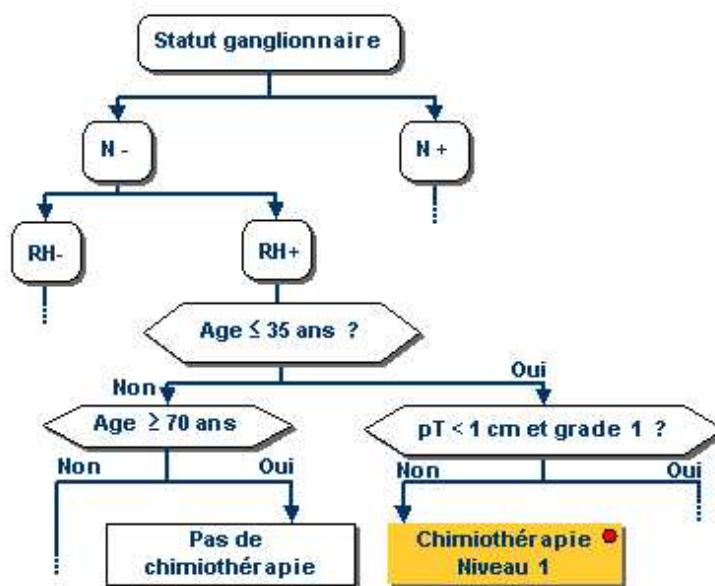 Statut ganglionnaire
N -
N +
RH-
RH+
Age ≤ 35 ans ?
Non
Oui
Age ≥ 70 ans
pT < 1 cm et grade 1 ?
Non
Oui
Non
Oui
Pas de
chimiothérapie
Chimiothérapie
Niveau 1